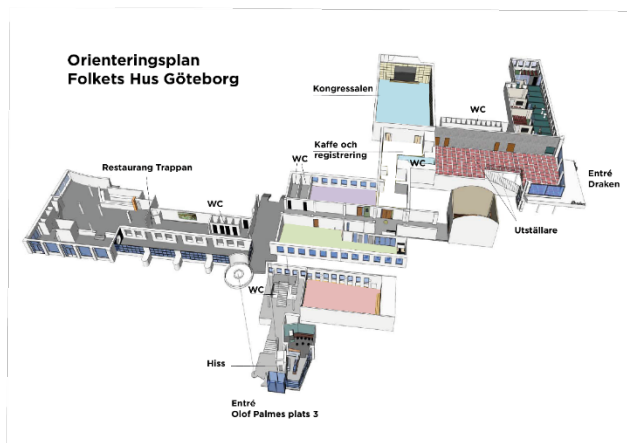 Orienteringsplan
Folkets Hus Göteborg
Kongressalen
WC
Kaffe och
registrering
WC
WC
Restaurang Trappan
Entré
Draken
WC
Utställare
WC
Hiss
Entré
Olof Palmes plats 3